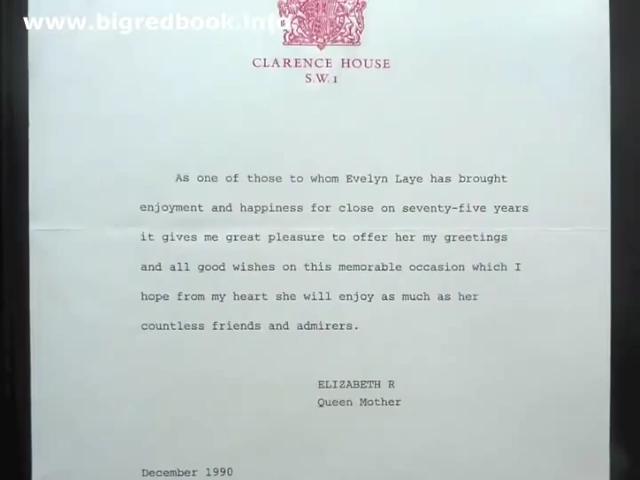 www.bigredbook.info
CLARENCE HOUSE
S.W. 1
As one of those to whom Evelyn Laye has brought
enjoyment and happiness for close on seventy-five years
it gives me great pleasure to offer her my greetings
and all good wishes on this memorable occasion which I
hope from my heart she will enjoy as much as her
countless friends and admirers.
ELIZABETH R
Queen Mother
December 1990